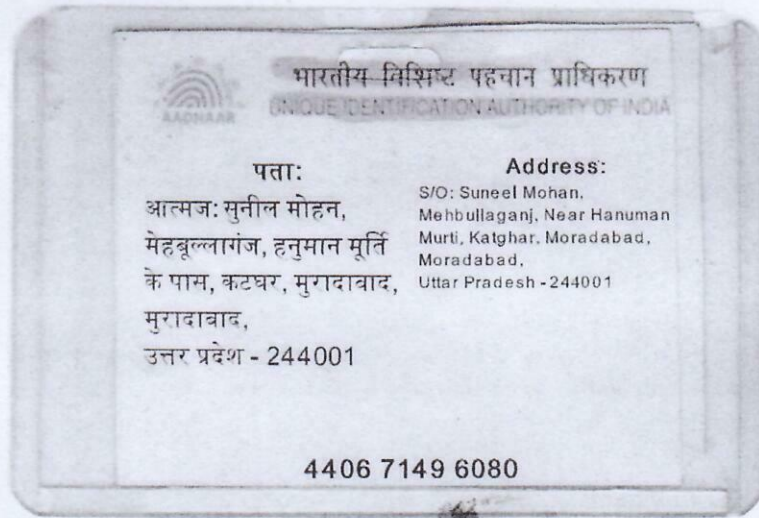 भारतीय विशिष्ट पहचान प्राधिकरण
AADHAAR
UNIQUE IDENTIFICATION AUTHORITY OF INDIA
पता:
आत्मज: सुनील मोहन,
मेहबूल्लागंज, हनुमान मूर्ति
के पास, कटघर, मुरादाबाद,
मुरादाबाद,
उत्तर प्रदेश - 244001
Address:
S/O: Suneel Mohan,
Mehbullaganj, Near Hanuman
Murti, Katghar, Moradabad,
Moradabad,
Uttar Pradesh - 244001
4406 7149 6080